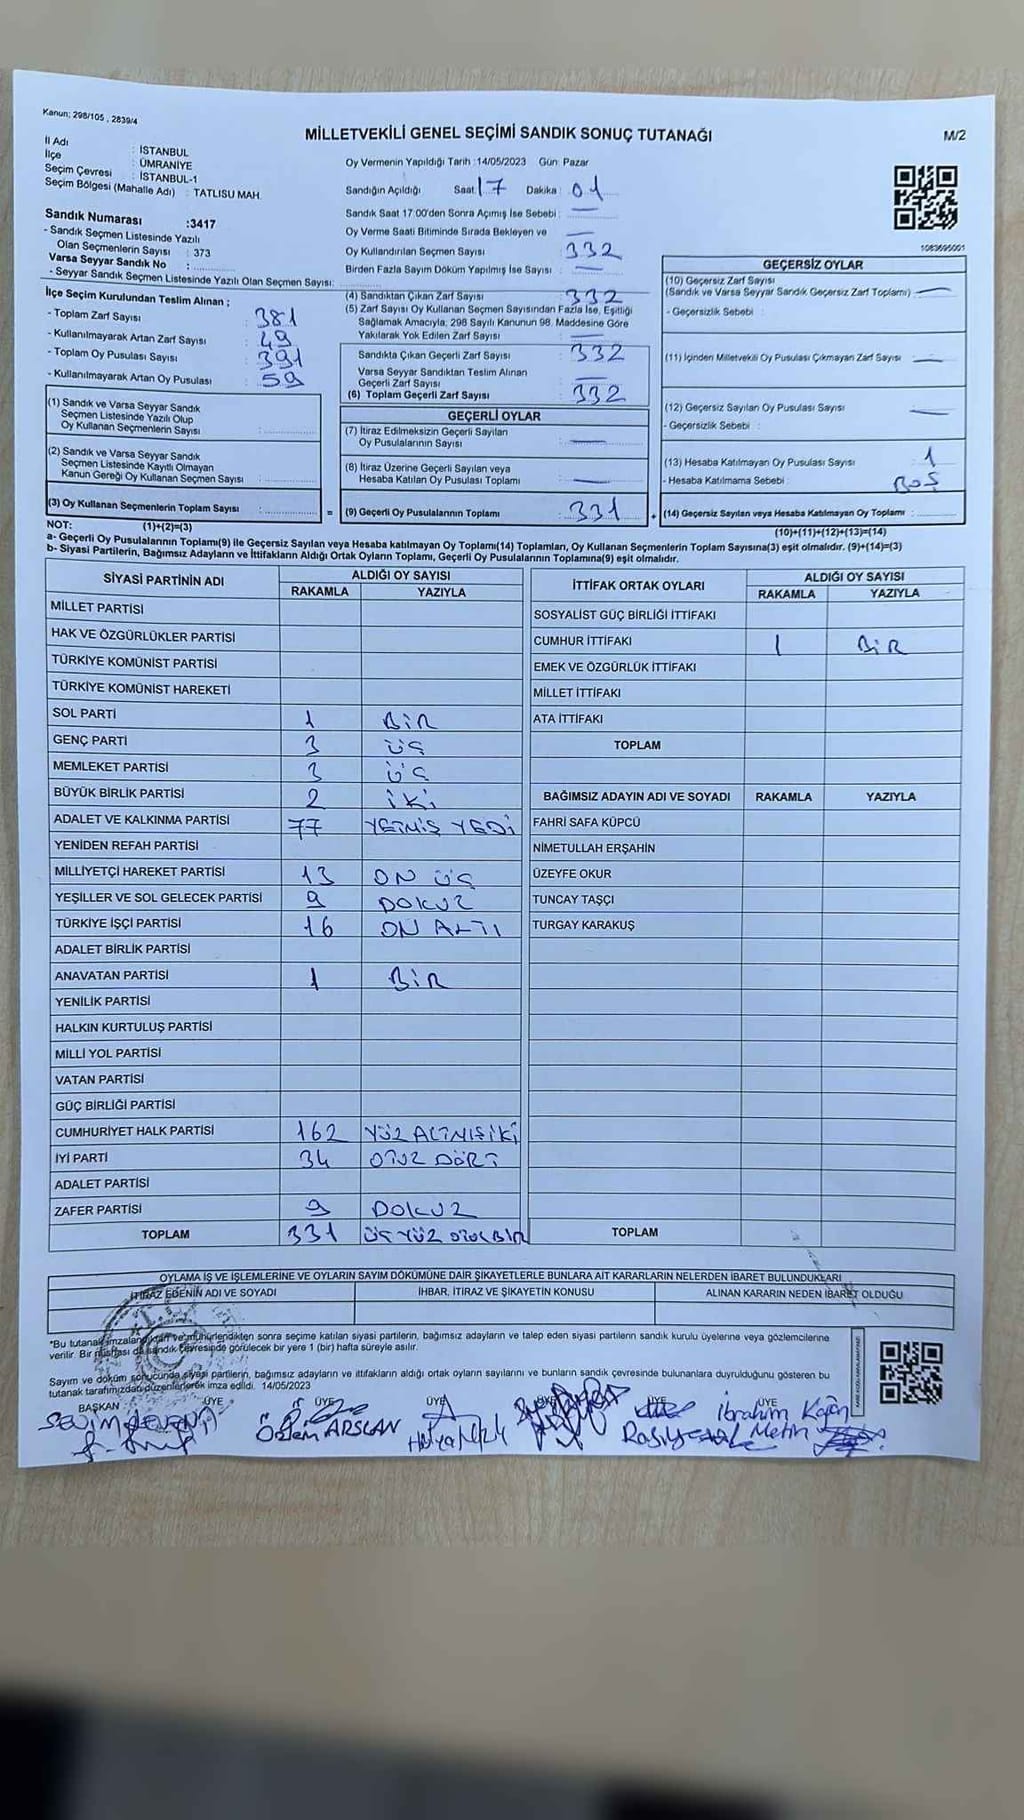 Kanun; 298/105 , 2839/4
MİLLETVEKİLİ GENEL SEÇİMİ SANDIK SONUÇ TUTANAĞI
M/2
İl Adı : İSTANBUL
İlçe : ÜMRANİYE
Seçim Çevresi : İSTANBUL-1
Seçim Bölgesi (Mahalle Adı) : TATLISU MAH.
Oy Vermenin Yapıldığı Tarih :14/05/2023 Gün: Pazar
Sandığın Açıldığı Saat 17 Dakika : 01
Sandık Saat 17:00'den Sonra Açımış İse Sebebi : —
Oy Verme Saati Bitiminde Sırada Bekleyen ve —
Oy Kullandırılan Seçmen Sayısı 332
Birden Fazla Sayım Döküm Yapılmış İse Sayısı : —
1063695001
Sandık Numarası :3417
- Sandık Seçmen Listesinde Yazılı
Olan Seçmenlerin Sayısı : 373
Varsa Seyyar Sandık No :
- Seyyar Sandık Seçmen Listesinde Yazılı Olan Seçmen Sayısı:
İlçe Seçim Kurulundan Teslim Alınan ;
- Toplam Zarf Sayısı : 381
- Kullanılmayarak Artan Zarf Sayısı : 49
- Toplam Oy Pusulası Sayısı : 391
- Kullanılmayarak Artan Oy Pusulası : 59
(1) Sandık ve Varsa Seyyar Sandık
Seçmen Listesinde Yazılı Olup
Oy Kullanan Seçmenlerin Sayısı :
(2) Sandık ve Varsa Seyyar Sandık
Seçmen Listesinde Kayıtlı Olmayan
Kanun Gereği Oy Kullanan Seçmen Sayısı :
(3) Oy Kullanan Seçmenlerin Toplam Sayısı : =
(4) Sandıktan Çıkan Zarf Sayısı 332
(5) Zarf Sayısı Oy Kullanan Seçmen Sayısından Fazla İse, Eşitliği
Sağlamak Amacıyla, 298 Sayılı Kanunun 98. Maddesine Göre
Yakılarak Yok Edilen Zarf Sayısı —
Sandıkta Çıkan Geçerli Zarf Sayısı : 332
Varsa Seyyar Sandıktan Teslim Alınan
Geçerli Zarf Sayısı : —
(6) Toplam Geçerli Zarf Sayısı : 332
GEÇERLİ OYLAR
(7) İtiraz Edilmeksizin Geçerli Sayılan
Oy Pusulalarının Sayısı : —
(8) İtiraz Üzerine Geçerli Sayılan veya
Hesaba Katılan Oy Pusulası Toplamı : —
(9) Geçerli Oy Pusulalarının Toplamı : 331 +
GEÇERSİZ OYLAR
(10) Geçersiz Zarf Sayısı
(Sandık ve Varsa Seyyar Sandık Geçersiz Zarf Toplamı) : —
- Geçersizlik Sebebi :
(11) İçinden Milletvekili Oy Pusulası Çıkmayan Zarf Sayısı : —
(12) Geçersiz Sayılan Oy Pusulası Sayısı : —
- Geçersizlik Sebebi :
(13) Hesaba Katılmayan Oy Pusulası Sayısı : 1
- Hesaba Katılmama Sebebi : BOŞ
(14) Geçersiz Sayılan veya Hesaba Katılmayan Oy Toplamı :
NOT: (1)+(2)=(3) (10)+(11)+(12)+(13)=(14)
a- Geçerli Oy Pusulalarının Toplamı(9) ile Geçersiz Sayılan veya Hesaba katılmayan Oy Toplamı(14) Toplamları, Oy Kullanan Seçmenlerin Toplam Sayısına(3) eşit olmalıdır. (9)+(14)=(3)
b- Siyasi Partilerin, Bağımsız Adayların ve İttifakların Aldığı Ortak Oyların Toplamı, Geçerli Oy Pusulalarının Toplamına(9) eşit olmalıdır.
SİYASİ PARTİNİN ADI ALDIĞI OY SAYISI
RAKAMLA YAZIYLA
MİLLET PARTİSİ
HAK VE ÖZGÜRLÜKLER PARTİSİ
TÜRKİYE KOMÜNİST PARTİSİ
TÜRKİYE KOMÜNİST HAREKETİ
SOL PARTİ 1 BİR
GENÇ PARTİ 3 ÜÇ
MEMLEKET PARTİSİ 3 ÜÇ
BÜYÜK BİRLİK PARTİSİ 2 İKİ
ADALET VE KALKINMA PARTİSİ 77 YETMİŞ YEDİ
YENİDEN REFAH PARTİSİ
MİLLİYETÇİ HAREKET PARTİSİ 13 ON ÜÇ
YEŞİLLER VE SOL GELECEK PARTİSİ 9 DOKUZ
TÜRKİYE İŞÇİ PARTİSİ 16 ON ALTI
ADALET BİRLİK PARTİSİ
ANAVATAN PARTİSİ 1 BİR
YENİLİK PARTİSİ
HALKIN KURTULUŞ PARTİSİ
MİLLİ YOL PARTİSİ
VATAN PARTİSİ
GÜÇ BİRLİĞİ PARTİSİ
CUMHURİYET HALK PARTİSİ 162 YÜZ ALTMIŞ İKİ
İYİ PARTİ 34 OTUZ DÖRT
ADALET PARTİSİ
ZAFER PARTİSİ 9 DOKUZ
TOPLAM 331 ÜÇ YÜZ OTUZ BİR
İTTİFAK ORTAK OYLARI ALDIĞI OY SAYISI
RAKAMLA YAZIYLA
SOSYALİST GÜÇ BİRLİĞİ İTTİFAKI
CUMHUR İTTİFAKI 1 BİR
EMEK VE ÖZGÜRLÜK İTTİFAKI
MİLLET İTTİFAKI
ATA İTTİFAKI
TOPLAM
BAĞIMSIZ ADAYIN ADI VE SOYADI RAKAMLA YAZIYLA
FAHRİ SAFA KÜPCÜ
NİMETULLAH ERŞAHİN
ÜZEYFE OKUR
TUNCAY TAŞÇI
TURGAY KARAKUŞ
TOPLAM
OYLAMA İŞ VE İŞLEMLERİNE VE OYLARIN SAYIM DÖKÜMÜNE DAİR ŞİKAYETLERLE BUNLARA AİT KARARLARIN NELERDEN İBARET BULUNDUKLARI
İTİRAZ EDENİN ADI VE SOYADI İHBAR, İTİRAZ VE ŞİKAYETİN KONUSU ALINAN KARARIN NEDEN İBARET OLDUĞU
*Bu tutanak imzalandıktan ve mühürlendikten sonra seçime katılan siyasi partilerin, bağımsız adayların ve talep eden siyasi partilerin sandık kurulu üyelerine veya gözlemcilerine
verilir. Bir nüshası da sandık çevresinde görülecek bir yere 1 (bir) hafta süreyle asılır.
Sayım ve döküm sonucunda siyasi partilerin, bağımsız adayların ve ittifakların aldığı ortak oyların sayılarını ve bunların sandık çevresinde bulunanlara duyrulduğunu gösteren bu
tutanak tarafımızdan düzenlenerek imza edildi. 14/05/2023
BAŞKAN ÜYE ÜYE ÜYE ÜYE ÜYE ÜYE
Özlem ARSLAN
İbrahim Kağan
Metin